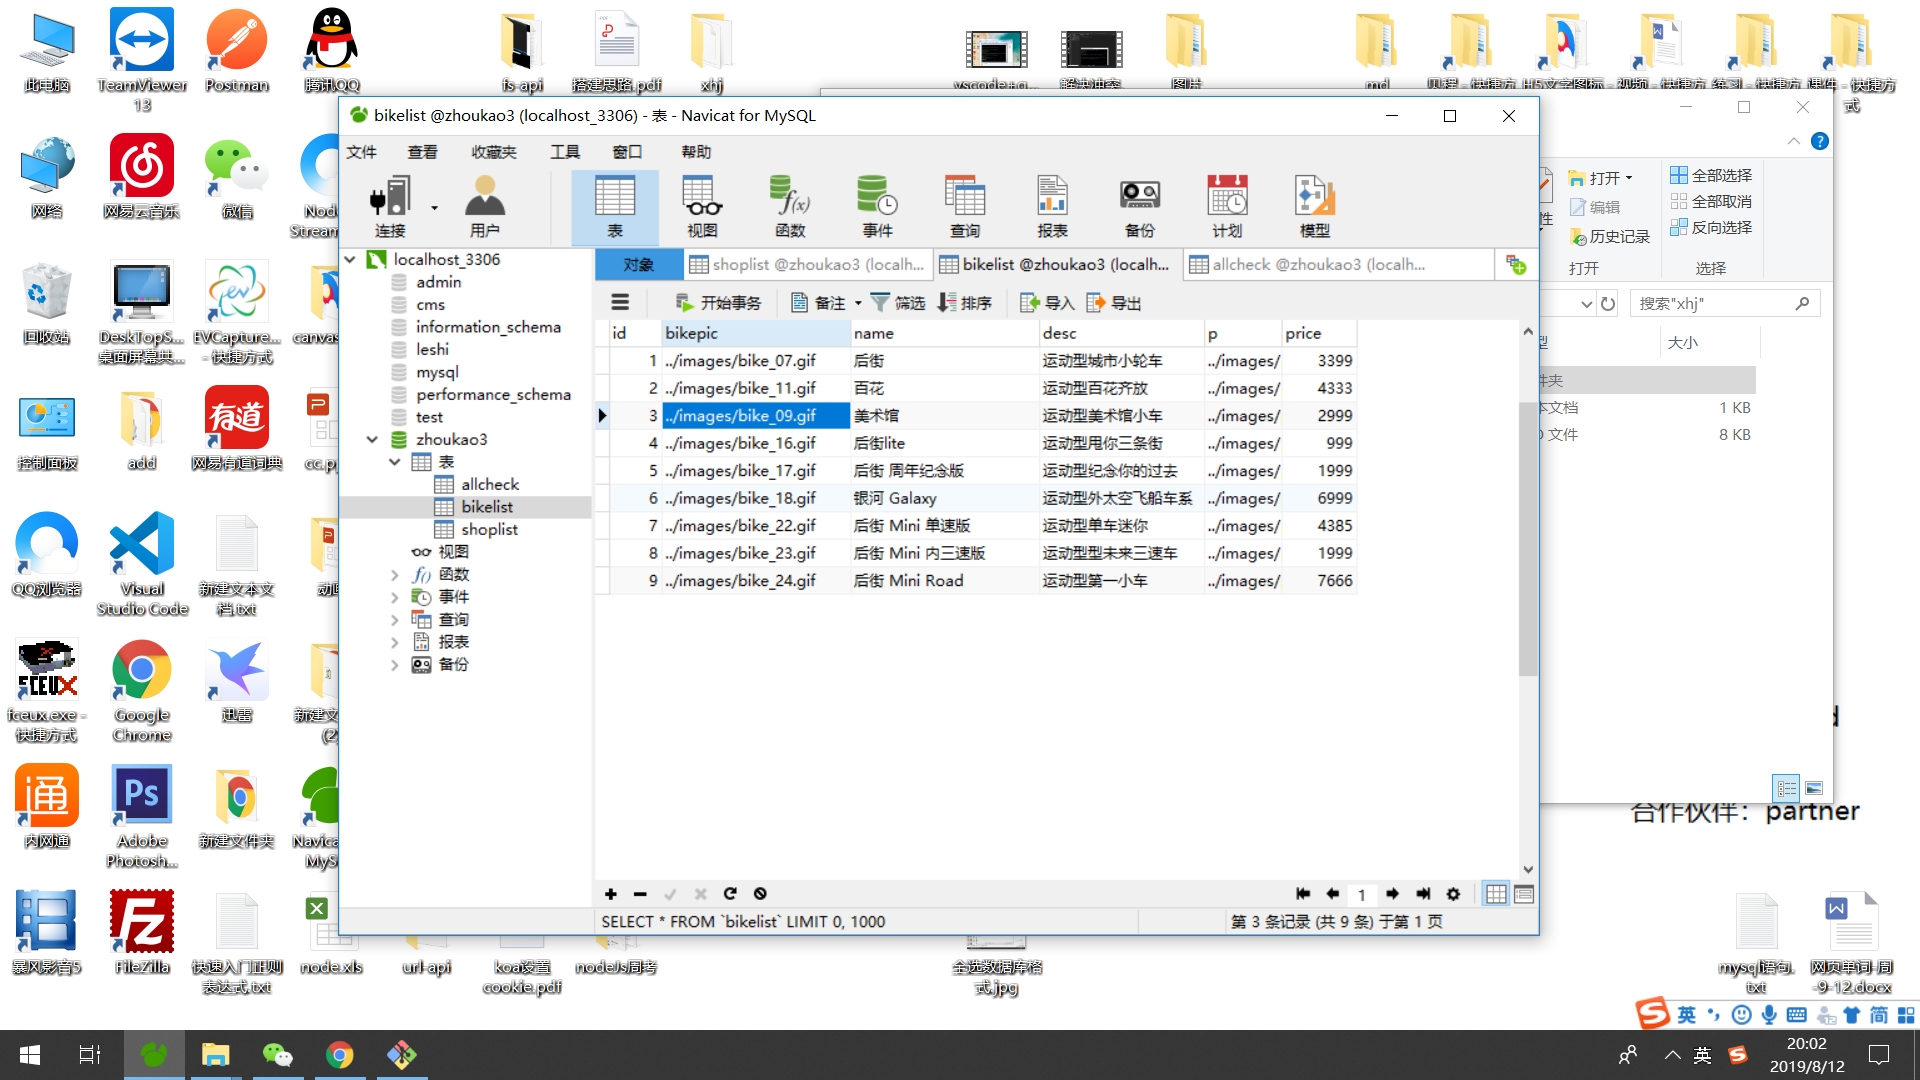 此电脑
TeamViewer 13
Postman
腾讯QQ
fs-api
搭建思路.pdf
xhj
图片
md
bikelist @zhoukao3 (localhost_3306) - 表 - Navicat for MySQL
文件 查看 收藏夹 工具 窗口 帮助
连接 用户 表 视图 函数 事件 查询 报表 备份 计划 模型
localhost_3306
admin
cms
information_schema
leshi
mysql
performance_schema
test
zhoukao3
表
allcheck
bikelist
shoplist
视图
函数
事件
查询
报表
备份
对象 shoplist @zhoukao3 (localh... bikelist @zhoukao3 (localh... allcheck @zhoukao3 (localh...
开始事务 备注 筛选 排序 导入 导出
id bikepic name desc p price
1 ../images/bike_07.gif 后街 运动型城市小轮车 ../images/ 3399
2 ../images/bike_11.gif 百花 运动型百花齐放 ../images/ 4333
3 ../images/bike_09.gif 美术馆 运动型美术馆小车 ../images/ 2999
4 ../images/bike_16.gif 后街lite 运动型甩你三条街 ../images/ 999
5 ../images/bike_17.gif 后街 周年纪念版 运动型纪念你的过去 ../images/ 1999
6 ../images/bike_18.gif 银河 Galaxy 运动型外太空飞船车系 ../images/ 6999
7 ../images/bike_22.gif 后街 Mini 单速版 运动型单车迷你 ../images/ 4385
8 ../images/bike_23.gif 后街 Mini 内三速版 运动型型未来三速车 ../images/ 1999
9 ../images/bike_24.gif 后街 Mini Road 运动型第一小车 ../images/ 7666
1
SELECT * FROM `bikelist` LIMIT 0, 1000
第 3 条记录 (共 9 条) 于第 1 页
打开
编辑
历史记录
打开
全部选择
全部取消
反向选择
选择
搜索"xhj"
大小
1 KB
文件
8 KB
合作伙伴：partner
网络
网易云音乐
微信
回收站
DeskTopS...
桌面屏幕共...
EVCapture...
- 快捷方式
canvas
控制面板
add
网易有道词典
QQ浏览器
Visual
Studio Code
新建文本文
档.txt
fceux.exe -
快捷方式
Google
Chrome
迅雷
内网通
Adobe
Photosh...
新建文件夹
暴风影音5
FileZilla
快速入门正则
表达式.txt
node.xls
url-api
koa设置
cookie.pdf
nodeJs周考
全选数据库格
式.jpg
mysql语句.
txt
网页单词-周
-9-12.docx
英 简
英
20:02
2019/8/12